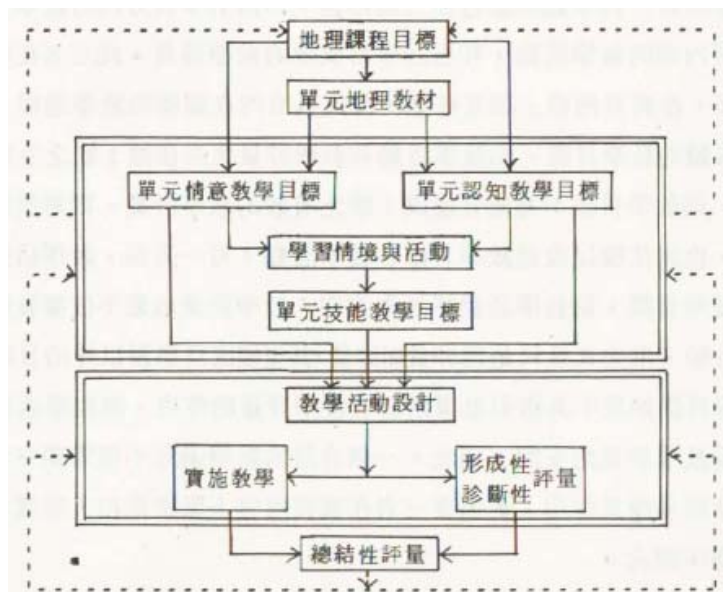 地理課程目標
單元地理教材
單元情意教學目標
單元認知教學目標
學習情境與活動
單元技能教學目標
教學活動設計
實施教學
形成性
診斷性
評量
總結性評量